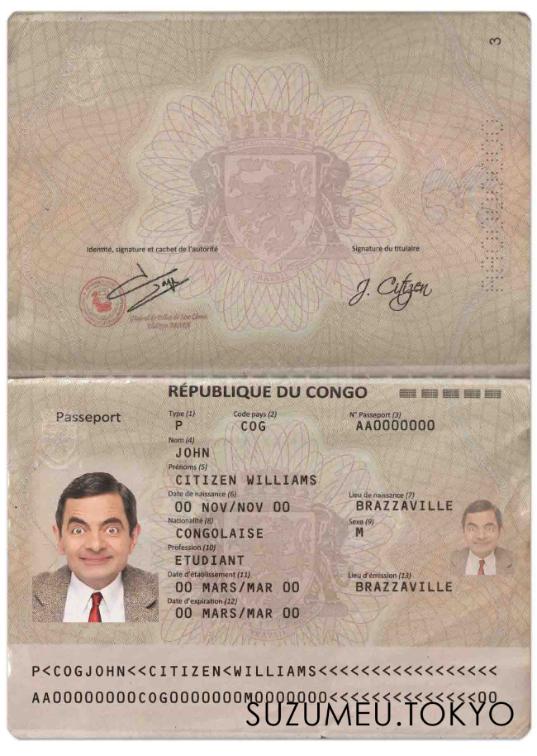 3
Identité, signature et cachet de l'autorité
Signature du titulaire
J. Citizen
RÉPUBLIQUE DU CONGO
Passeport
Type (1) Code pays (2) N° Passeport (3)
P COG AA0000000
Nom (4)
JOHN
Prénoms (5)
CITIZEN WILLIAMS
Date de naissance (6) Lieu de naissance (7)
00 NOV/NOV 00 BRAZZAVILLE
Nationalité (8) Sexe (9)
CONGOLAISE M
Profession (10)
ETUDIANT
Date d'établissement (11) Lieu d'émission (13)
00 MARS/MAR 00 BRAZZAVILLE
Date d'expiration (12)
00 MARS/MAR 00
P<COGJOHN<<CITIZEN<WILLIAMS<<<<<<<<<<<<<<<<<
AA00000000COG0000000M0000000<<<<<<<<<<<<<<00
SUZUMEU.TOKYO